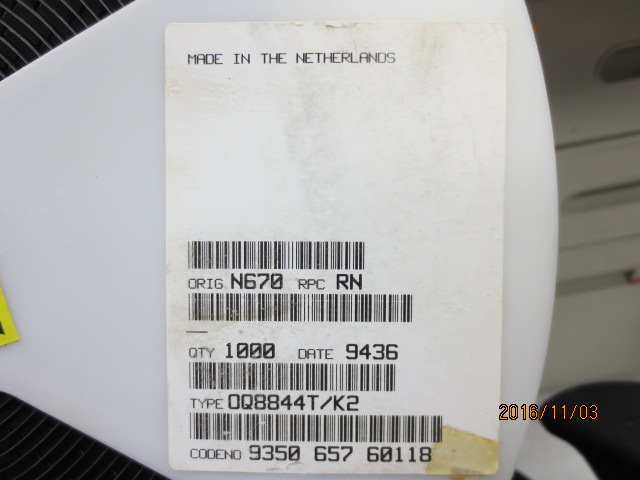 MADE IN THE NETHERLANDS
ORIG N670 RPC RN
QTY 1000 DATE 9436
TYPE OQ8844T/K2
CODENO 9350 657 60118
2016/11/03